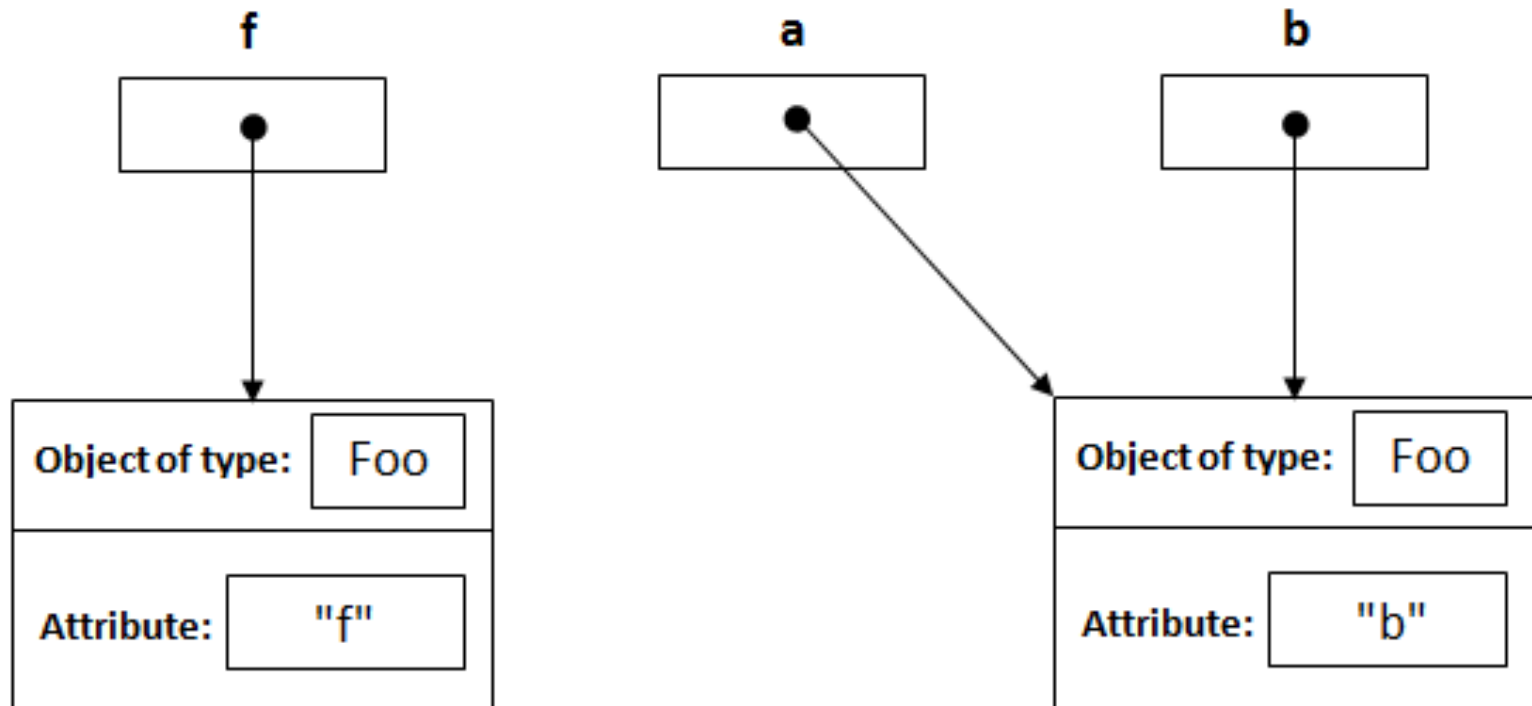 f
a
b
Object of type: Foo
Object of type: Foo
Attribute: "f"
Attribute: "b"